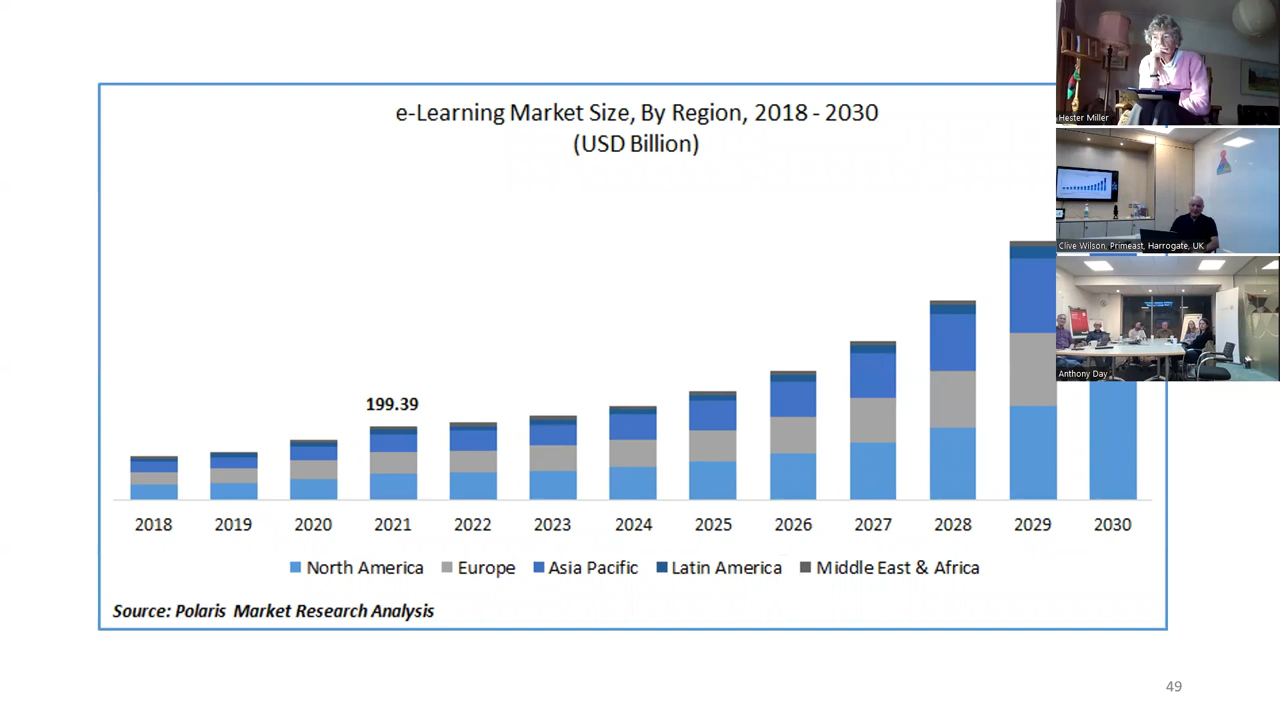 e-Learning Market Size, By Region, 2018 - 2030
(USD Billion)
Hester Miller
Clive Wilson, Primeast, Harrogate, UK
Anthony Day
199.39
2018 2019 2020 2021 2022 2023 2024 2025 2026 2027 2028 2029 2030
North America Europe Asia Pacific Latin America Middle East & Africa
Source: Polaris Market Research Analysis
49